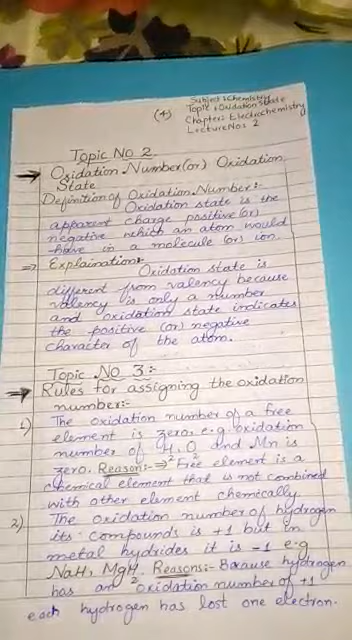 Subject: Chemistry
(4) Topic: Oxidation State
Chapter: Electrochemistry
Lecture No: 2
Topic No 2
Oxidation Number (or) Oxidation
State
Definition of Oxidation Number:-
Oxidation state is the
apparent charge positive (or)
negative which an atom would
have in a molecule (or) ion.
=> Explaination:-
Oxidation state is
different from valency because
valency is only a number
and oxidation state indicates
the positive (or) negative
character of the atom.
Topic No 3:-
Rules for assigning the oxidation
number:-
1) The oxidation number of a free
element is zero. e.g oxidation
number of H2, O2 and Mn is
zero. Reason:-=> Free element is a
chemical element that is not combined
with other element chemically
2) The oxidation number of hydrogen
its compounds is +1 but in
metal hydrides it is -1 e.g
NaH, MgH2. Reasons:- Because hydrogen
has an oxidation number of +1
each hydrogen has lost one electron.